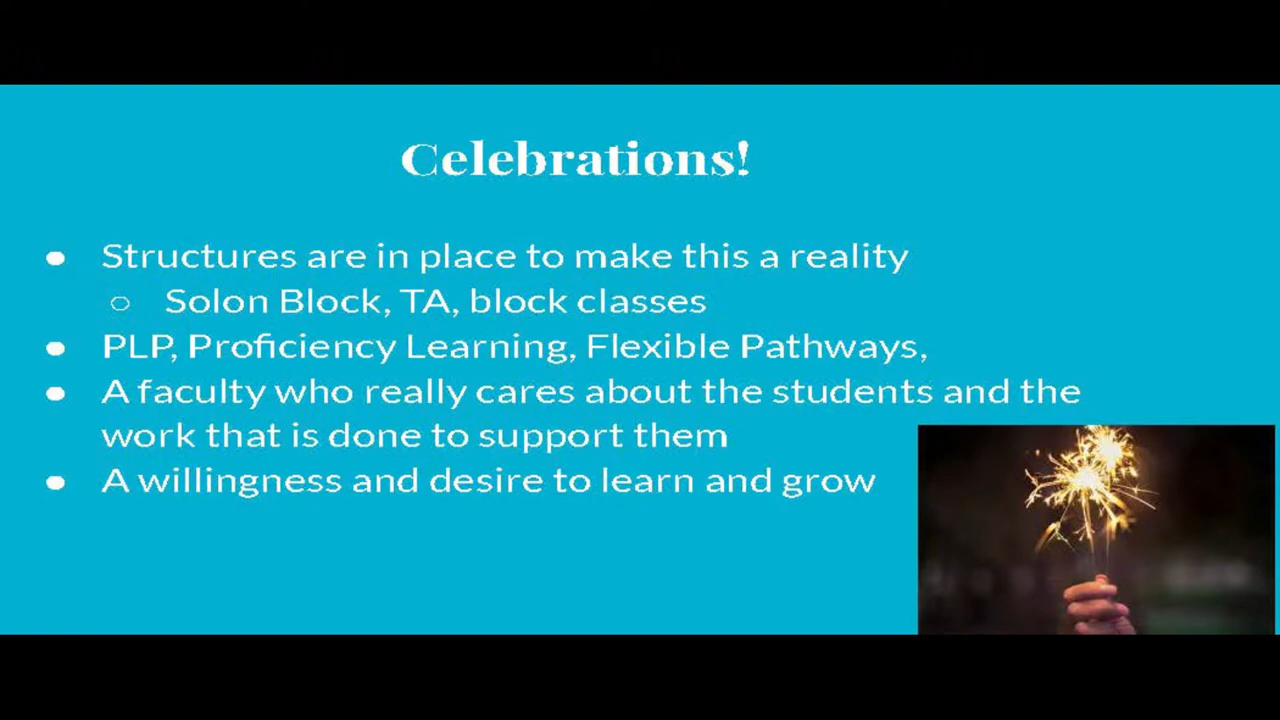 Celebrations!
● Structures are in place to make this a reality
○ Solon Block, TA, block classes
● PLP, Proficiency Learning, Flexible Pathways,
● A faculty who really cares about the students and the
work that is done to support them
● A willingness and desire to learn and grow